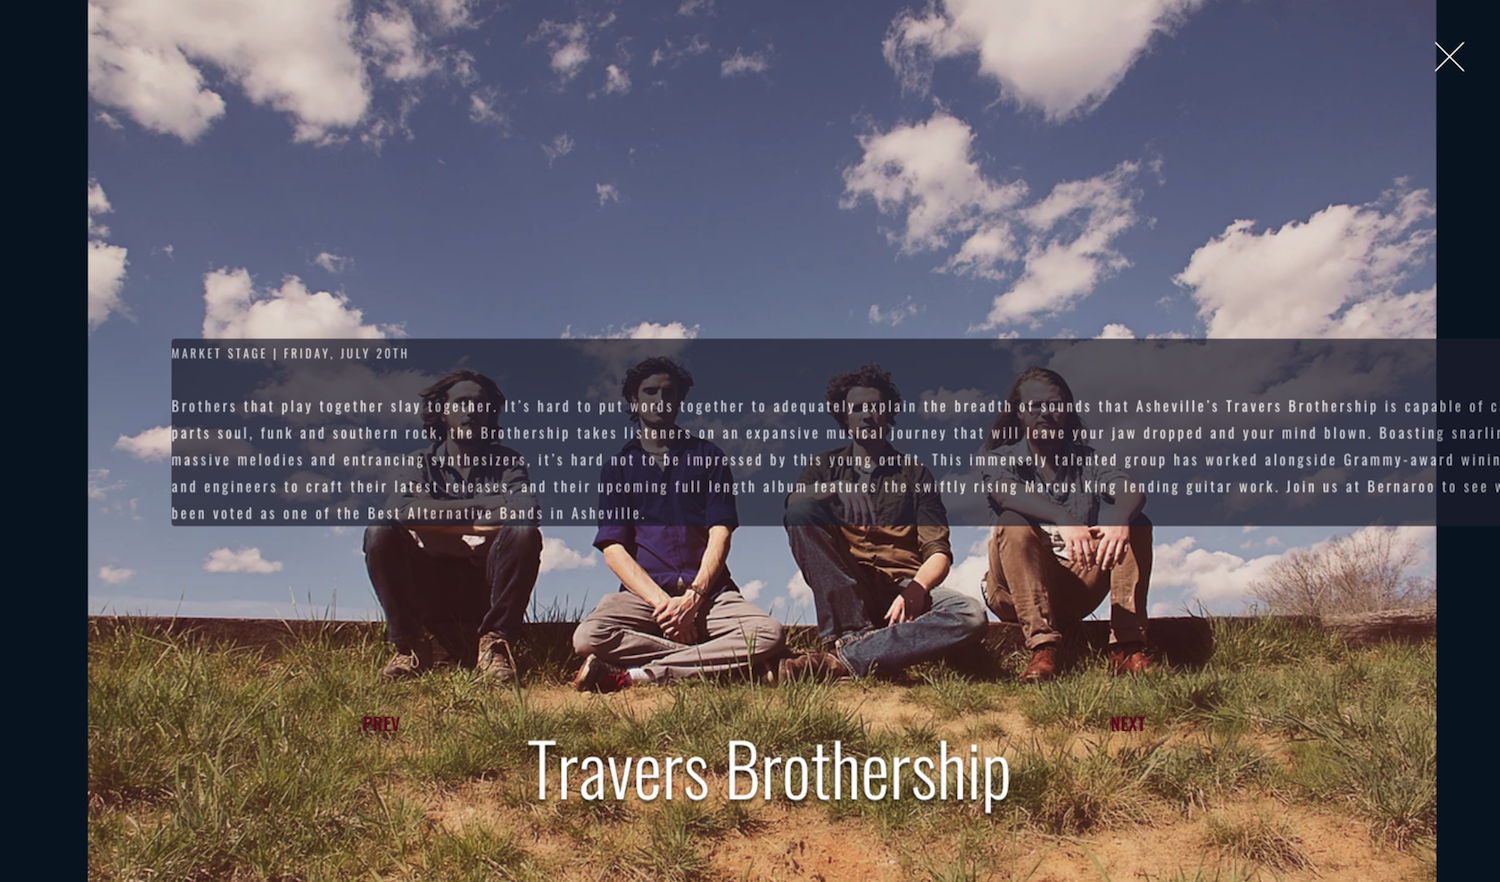 MARKET STAGE | FRIDAY, JULY 20TH
Brothers that play together slay together. It's hard to put words together to adequately explain the breadth of sounds that Asheville's Travers Brothership is capable of c
parts soul, funk and southern rock, the Brothership takes listeners on an expansive musical journey that will leave your jaw dropped and your mind blown. Boasting snarlin
massive melodies and entrancing synthesizers, it's hard not to be impressed by this young outfit. This immensely talented group has worked alongside Grammy-award winin
and engineers to craft their latest releases, and their upcoming full length album features the swiftly rising Marcus King lending guitar work. Join us at Bernaroo to see w
been voted as one of the Best Alternative Bands in Asheville.
PREV
NEXT
Travers Brothership